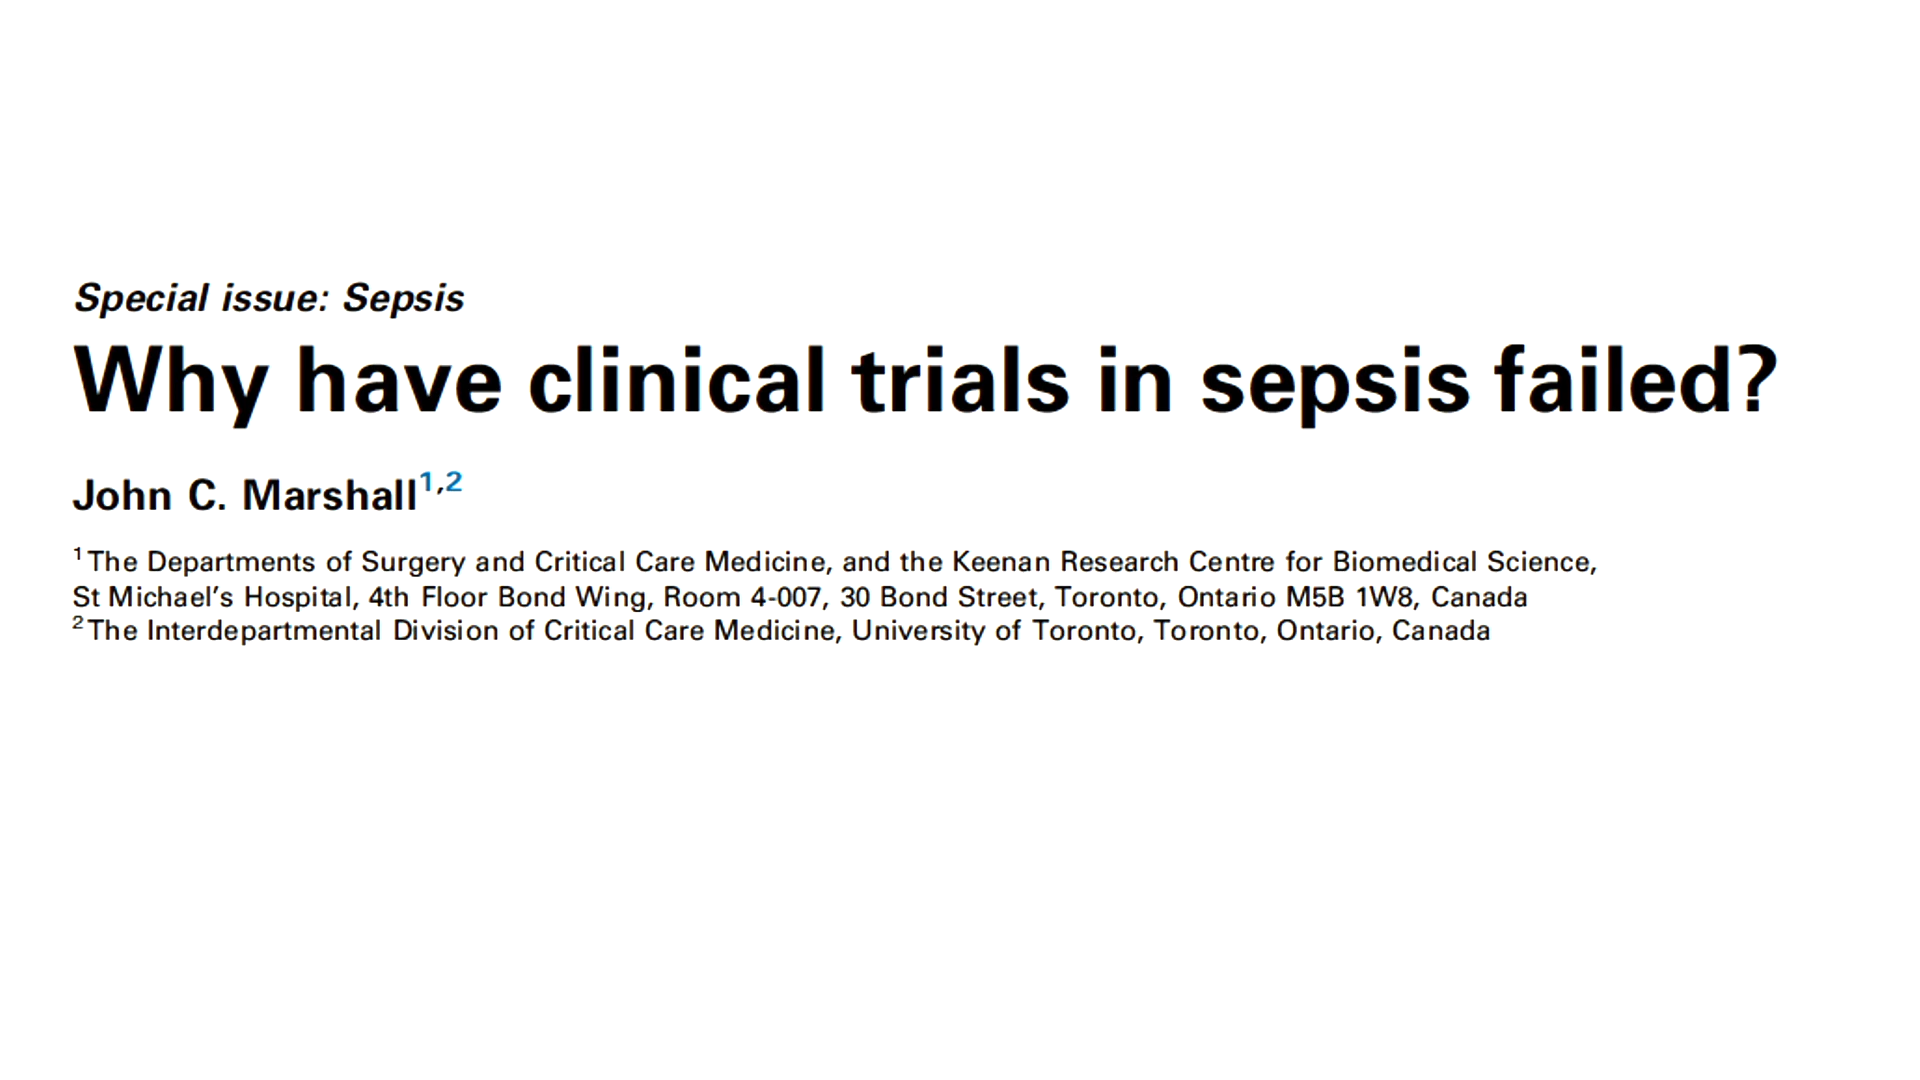 Special issue: Sepsis
Why have clinical trials in sepsis failed?
John C. Marshall1,2
1The Departments of Surgery and Critical Care Medicine, and the Keenan Research Centre for Biomedical Science,
St Michael's Hospital, 4th Floor Bond Wing, Room 4-007, 30 Bond Street, Toronto, Ontario M5B 1W8, Canada
2The Interdepartmental Division of Critical Care Medicine, University of Toronto, Toronto, Ontario, Canada